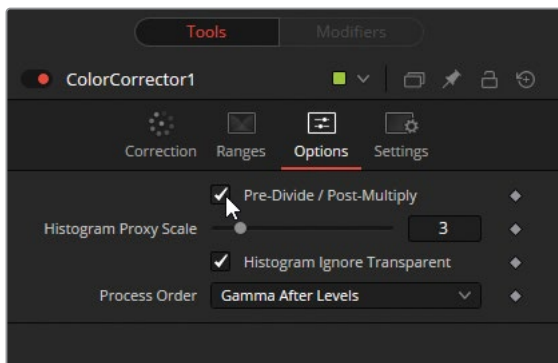 Tools Modifiers
ColorCorrector1
Correction Ranges Options Settings
Pre-Divide / Post-Multiply
Histogram Proxy Scale 3
Histogram Ignore Transparent
Process Order Gamma After Levels